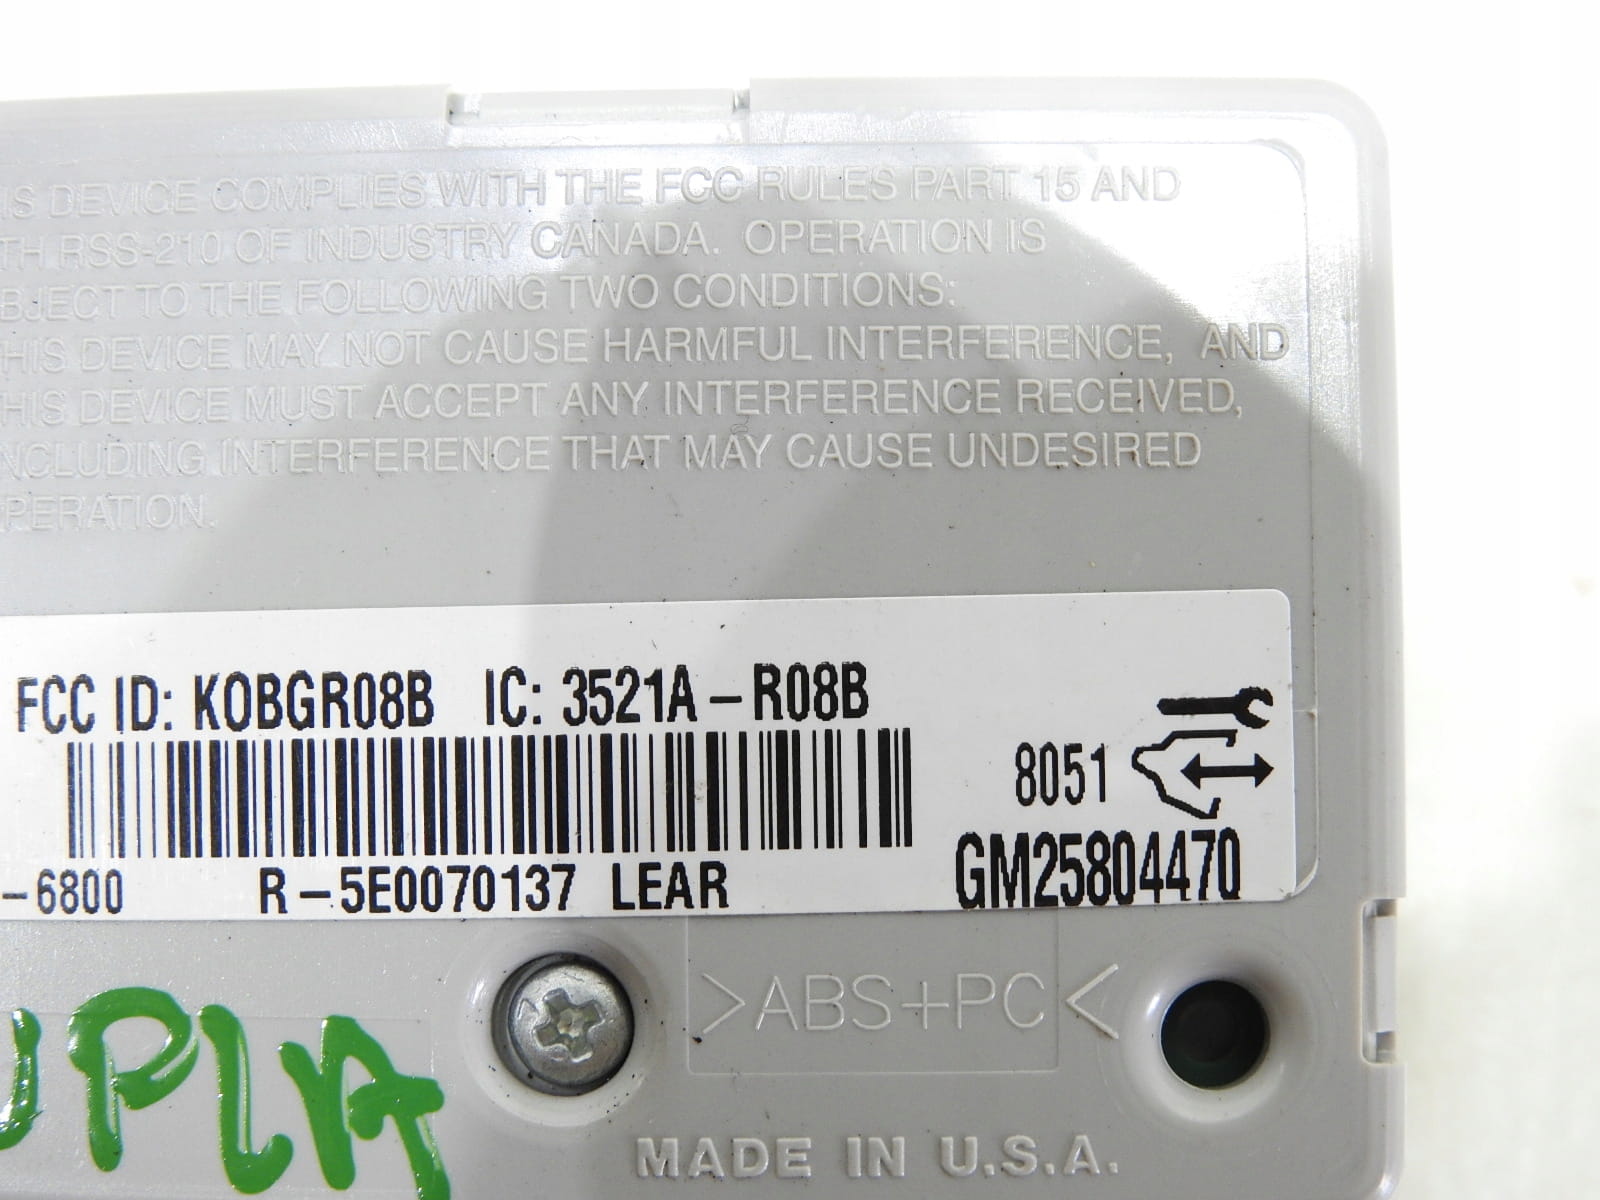 IS DEVICE COMPLIES WITH THE FCC RULES PART 15 AND
TH RSS-210 OF INDUSTRY CANADA. OPERATION IS
BJECT TO THE FOLLOWING TWO CONDITIONS:
HIS DEVICE MAY NOT CAUSE HARMFUL INTERFERENCE, AND
HIS DEVICE MUST ACCEPT ANY INTERFERENCE RECEIVED,
NCLUDING INTERFERENCE THAT MAY CAUSE UNDESIRED
PERATION.
FCC ID: KOBGR08B IC: 3521A-R08B
8051
-6800 R-5E0070137 LEAR GM25804470
>ABS+PC<
UPLA
MADE IN U.S.A.